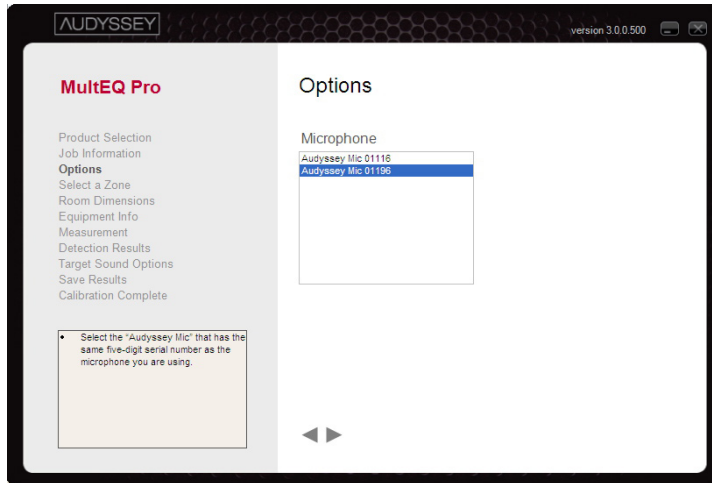 AUDYSSEY
version 3.0.0.500
MultEQ Pro
Product Selection
Job Information
Options
Select a Zone
Room Dimensions
Equipment Info
Measurement
Detection Results
Target Sound Options
Save Results
Calibration Complete
• Select the "Audyssey Mic" that has the
same five-digit serial number as the
microphone you are using.
Options
Microphone
Audyssey Mic 01116
Audyssey Mic 01196